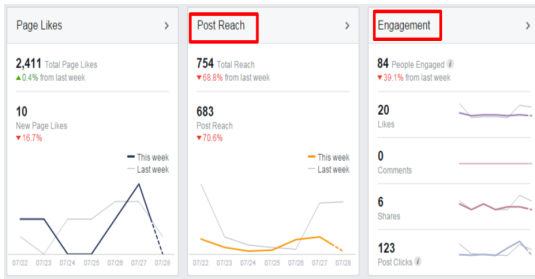 Page Likes >
2,411 Total Page Likes
▲0.4% from last week
10
New Page Likes
▼16.7%
This week
Last week
07/22 07/23 07/24 07/25 07/26 07/27 07/28
Post Reach >
754 Total Reach
▼68.8% from last week
683
Post Reach
▼70.6%
This week
Last week
07/22 07/23 07/24 07/25 07/26 07/27 07/28
Engagement >
84 People Engaged i
▼39.1% from last week
20
Likes
0
Comments
6
Shares
123
Post Clicks i